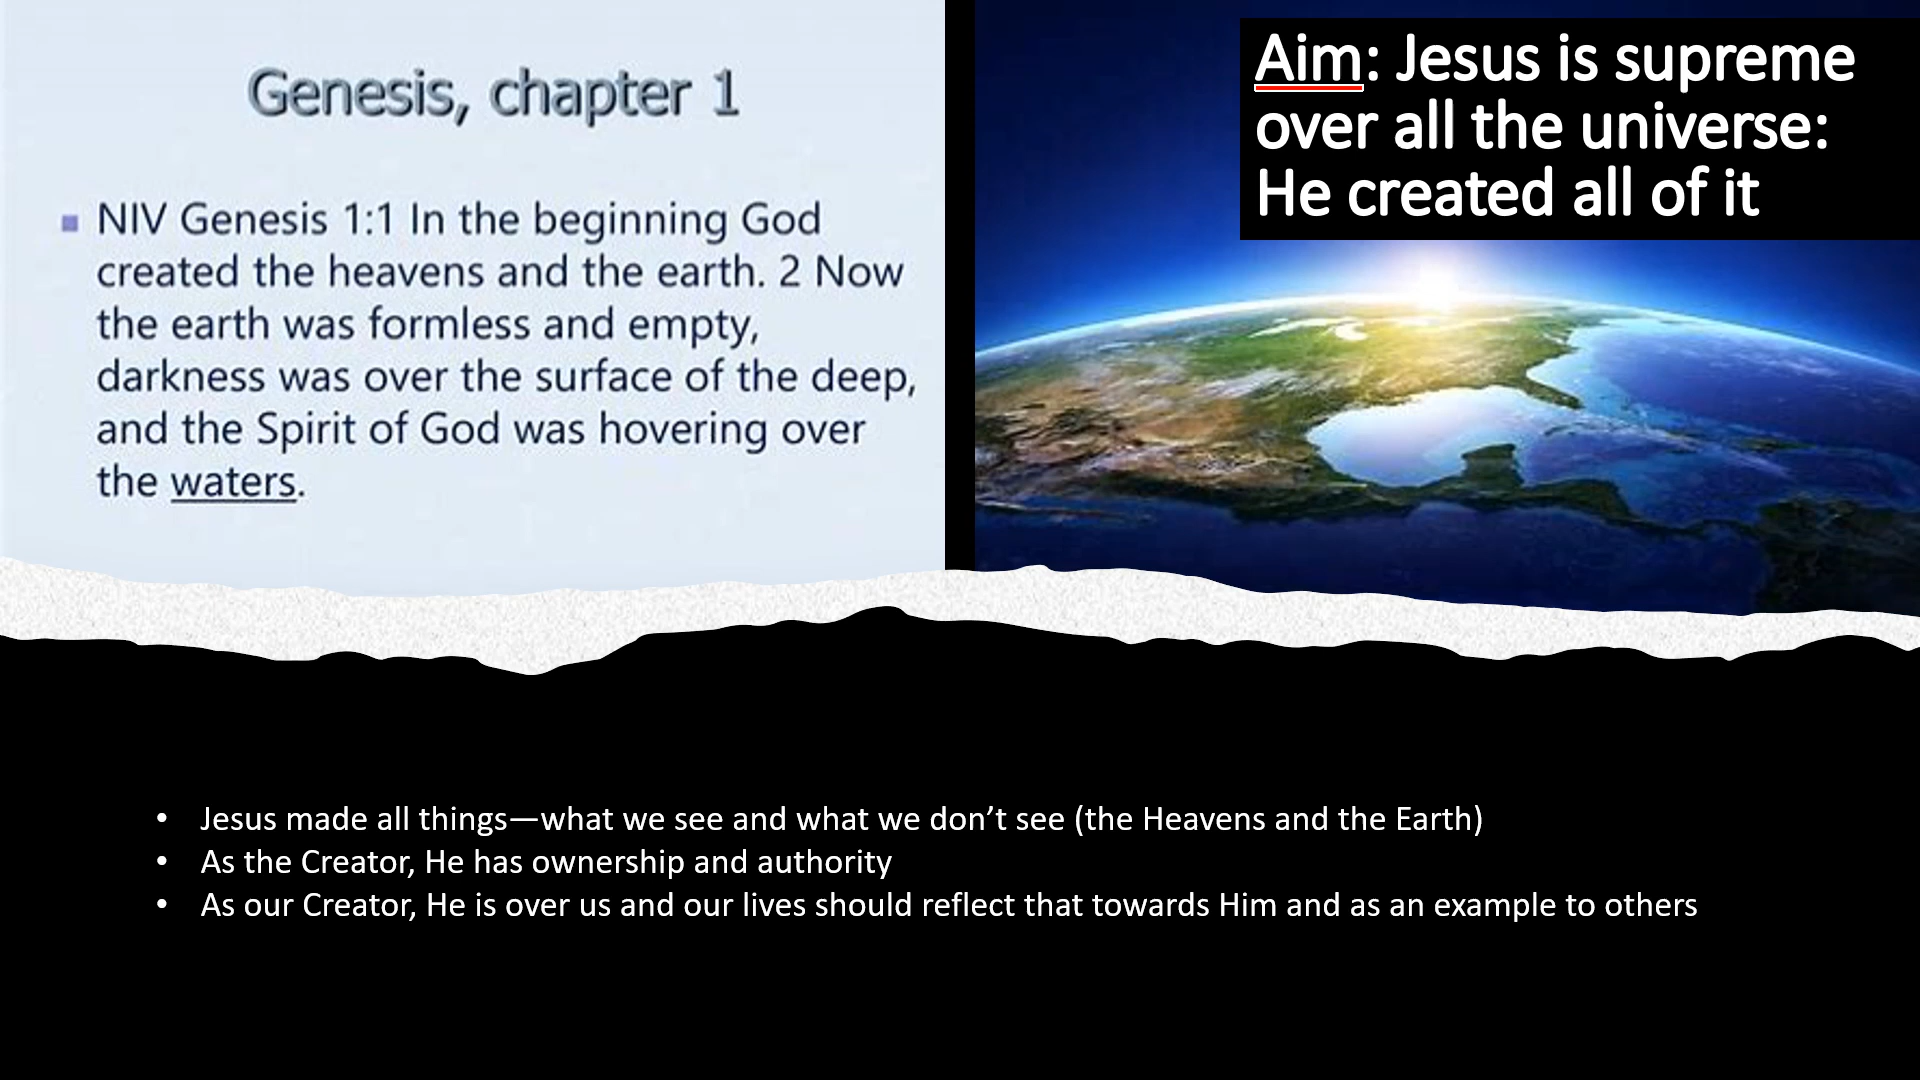 Genesis, chapter 1
NIV Genesis 1:1 In the beginning God
created the heavens and the earth. 2 Now
the earth was formless and empty,
darkness was over the surface of the deep,
and the Spirit of God was hovering over
the waters.
Aim: Jesus is supreme
over all the universe:
He created all of it
• Jesus made all things—what we see and what we don’t see (the Heavens and the Earth)
• As the Creator, He has ownership and authority
• As our Creator, He is over us and our lives should reflect that towards Him and as an example to others